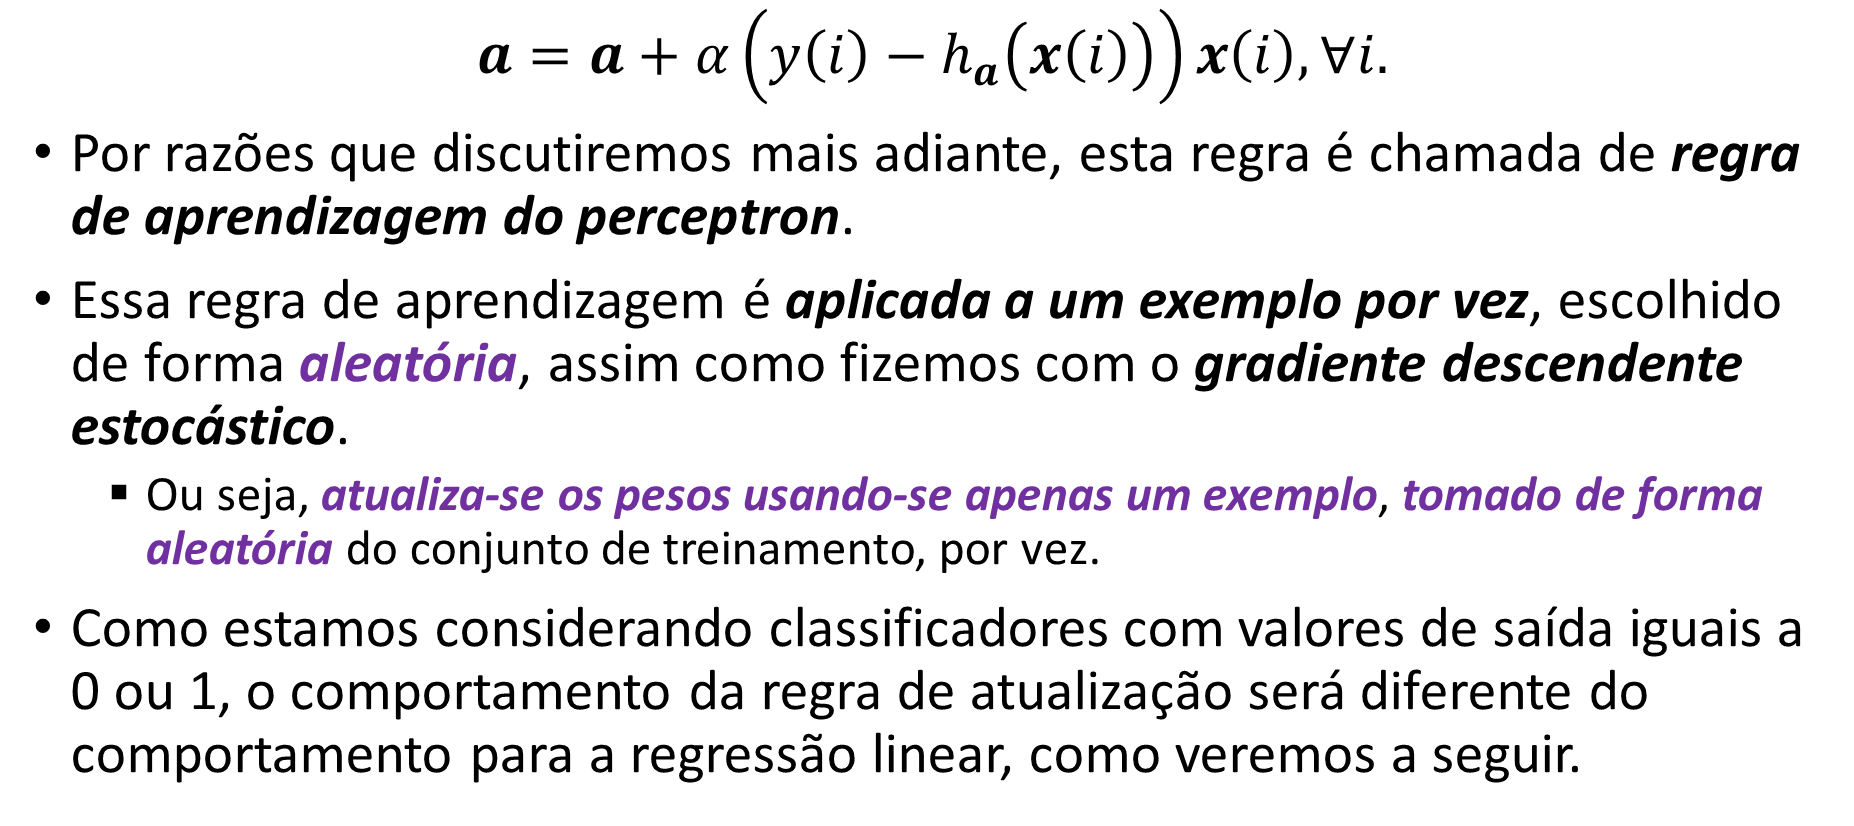 𝒂 = 𝒂 + α(y(i) − h𝒂(𝒙(i)))𝒙(i), ∀i.
• Por razões que discutiremos mais adiante, esta regra é chamada de regra
de aprendizagem do perceptron.
• Essa regra de aprendizagem é aplicada a um exemplo por vez, escolhido
de forma aleatória, assim como fizemos com o gradiente descendente
estocástico.
▪ Ou seja, atualiza-se os pesos usando-se apenas um exemplo, tomado de forma
aleatória do conjunto de treinamento, por vez.
• Como estamos considerando classificadores com valores de saída iguais a
0 ou 1, o comportamento da regra de atualização será diferente do
comportamento para a regressão linear, como veremos a seguir.